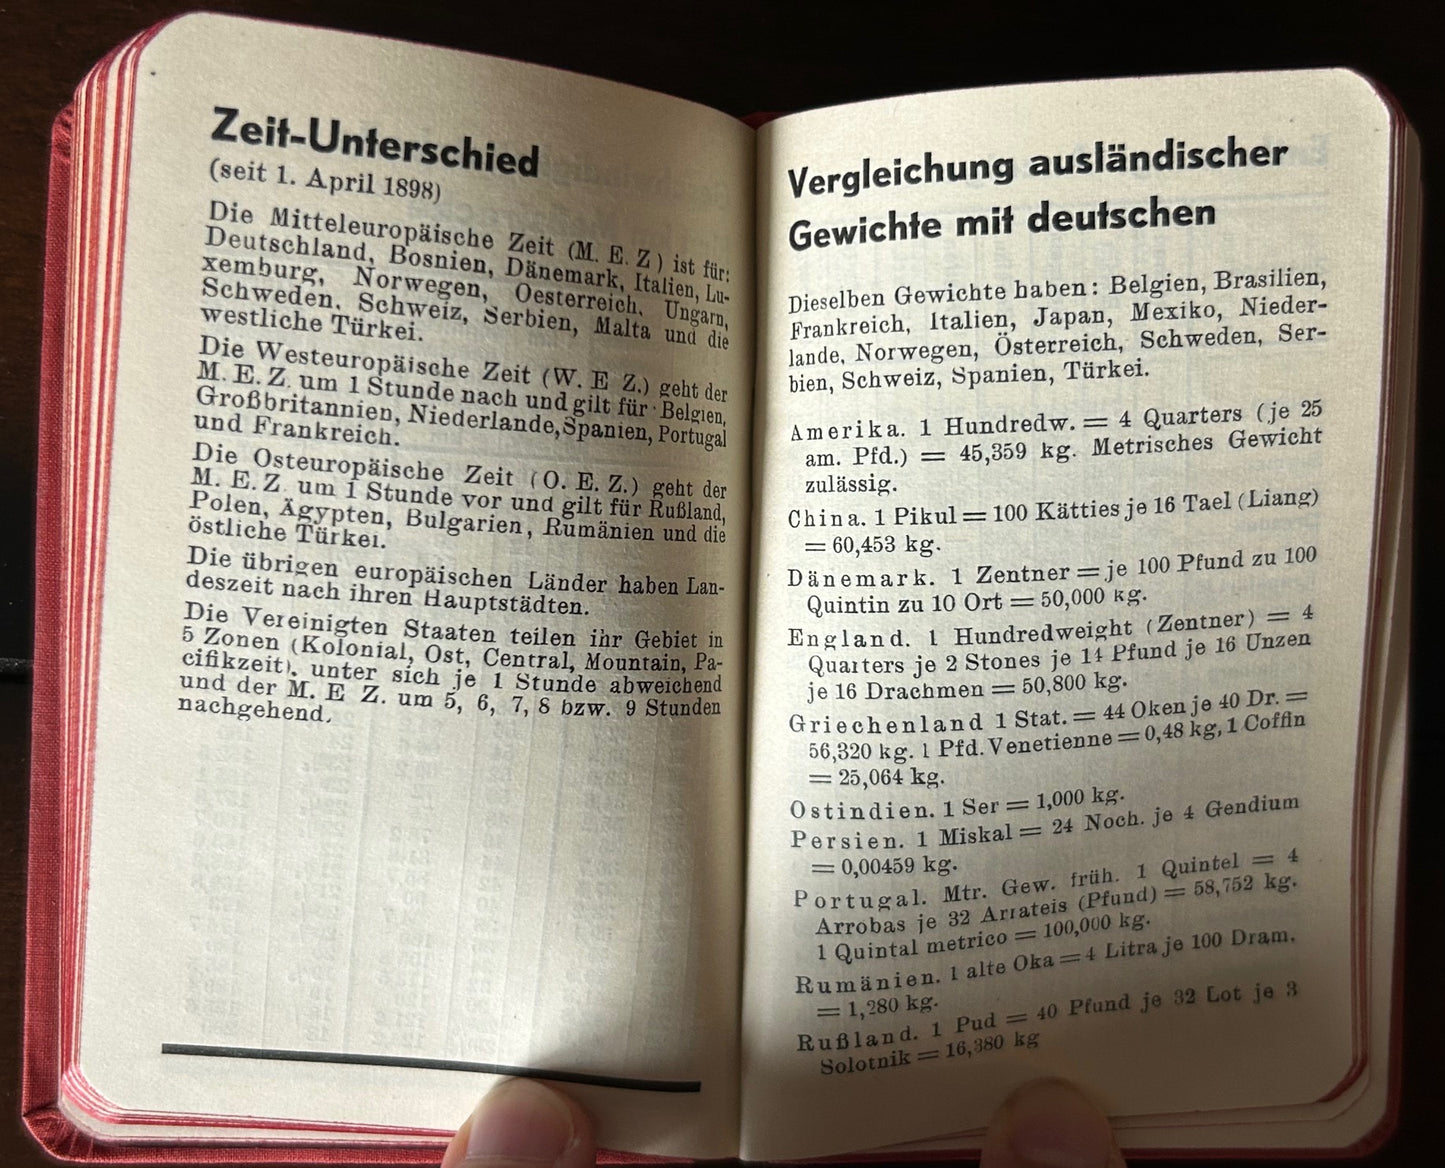 Zeit-Unterschied
(seit 1. April 1898)
Die Mitteleuropäische Zeit (M. E. Z) ist für:
Deutschland, Bosnien, Dänemark, Italien, Lu-
xemburg, Norwegen, Oesterreich, Ungarn,
Schweden, Schweiz, Serbien, Malta und die
westliche Türkei.
Die Westeuropäische Zeit (W. E Z.) geht der
M. E. Z. um 1 Stunde nach und gilt für Belgien,
Großbritannien, Niederlande, Spanien, Portugal
und Frankreich.
Die Osteuropäische Zeit (O. E. Z.) geht der
M. E. Z. um 1 Stunde vor und gilt für Rußland,
Polen, Ägypten, Bulgarien, Rumänien und die
östliche Türkei.
Die übrigen europäischen Länder haben Lan-
deszeit nach ihren Hauptstädten.
Die Vereinigten Staaten teilen ihr Gebiet in
5 Zonen (Kolonial, Ost, Central, Mountain, Pa-
cifikzeit), unter sich je 1 Stunde abweichend
und der M. E Z. um 5, 6, 7, 8 bzw. 9 Stunden
nachgehend.
Vergleichung ausländischer
Gewichte mit deutschen
Dieselben Gewichte haben: Belgien, Brasilien,
Frankreich, Italien, Japan, Mexiko, Nieder-
lande, Norwegen, Österreich, Schweden, Ser-
bien, Schweiz, Spanien, Türkei.
Amerika. 1 Hundredw. = 4 Quarters (je 25
am. Pfd.) = 45,359 kg. Metrisches Gewicht
zulässig.
China. 1 Pikul = 100 Kätties je 16 Tael (Liang)
= 60,453 kg.
Dänemark. 1 Zentner = je 100 Pfund zu 100
Quintin zu 10 Ort = 50,000 kg.
England. 1 Hundredweight (Zentner) = 4
Quarters je 2 Stones je 14 Pfund je 16 Unzen
je 16 Drachmen = 50,800 kg.
Griechenland 1 Stat. = 44 Oken je 40 Dr. =
56,320 kg. 1 Pfd. Venetienne = 0,48 kg, 1 Coffin
= 25,064 kg.
Ostindien. 1 Ser = 1,000 kg.
Persien. 1 Miskal = 24 Noch. je 4 Gendium
= 0,00459 kg.
Portugal. Mtr. Gew. früh. 1 Quintel = 4
Arrobas je 32 Arrateis (Pfund) = 58,752 kg.
1 Quintal metrico = 100,000 kg.
Rumänien. 1 alte Oka = 4 Litra je 100 Dram.
= 1,280 kg.
Rußland. 1 Pud = 40 Pfund je 32 Lot je 3
Solotnik = 16,380 kg